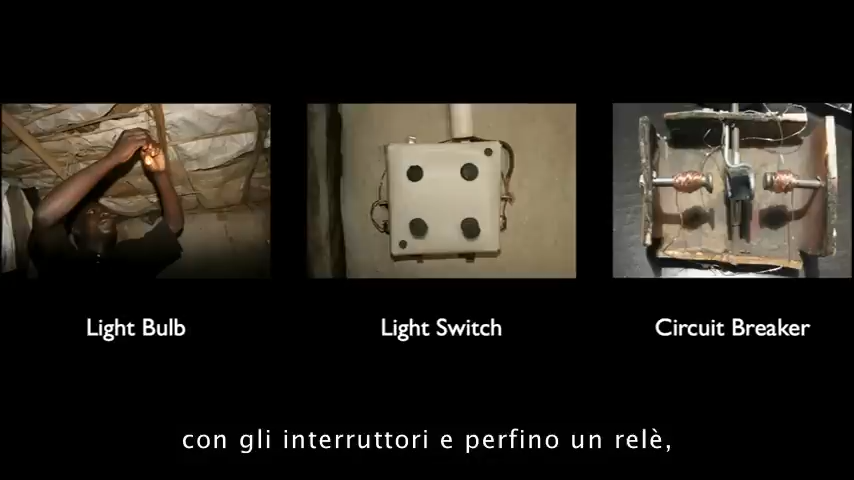 Light Bulb
Light Switch
Circuit Breaker
con gli interruttori e perfino un relè,